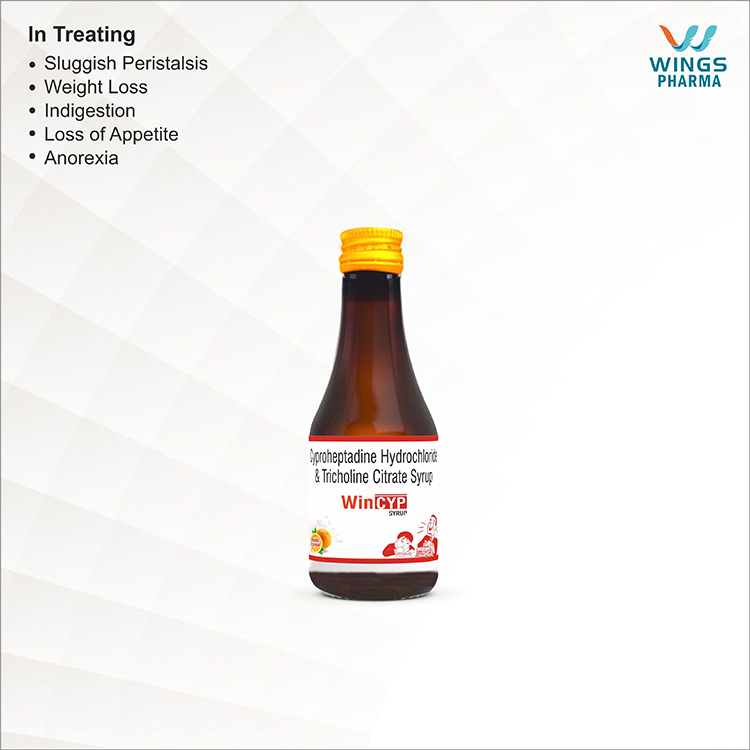 In Treating
• Sluggish Peristalsis
• Weight Loss
• Indigestion
• Loss of Appetite
• Anorexia
WINGS
PHARMA
Cyproheptadine Hydrochloride
& Tricholine Citrate Syrup
WinCYP
SYRUP